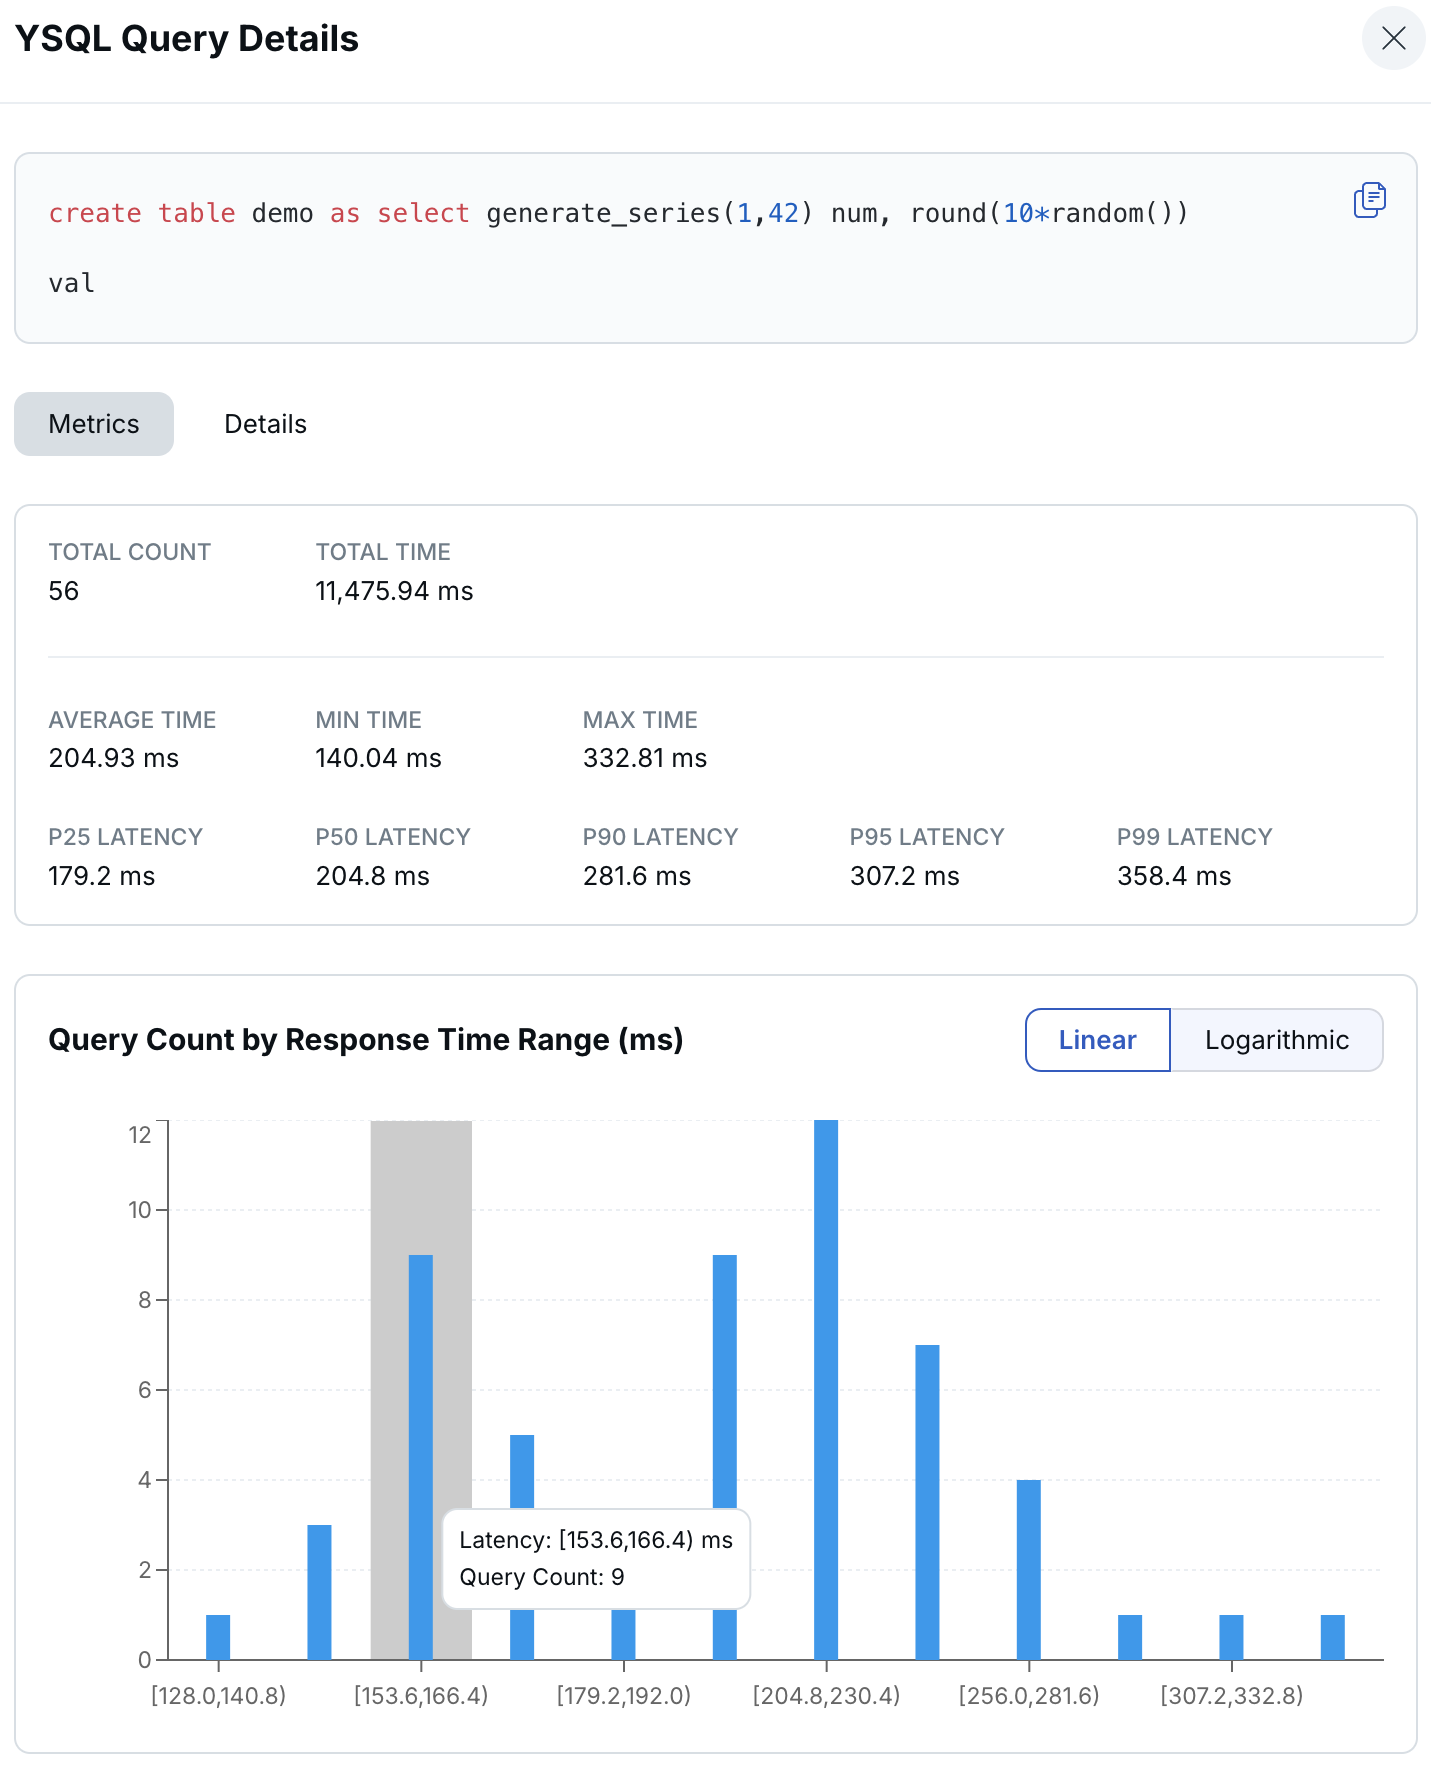 YSQL Query Details
create table demo as select generate_series(1,42) num, round(10*random())
val
Metrics Details
TOTAL COUNT TOTAL TIME
56 11,475.94 ms
AVERAGE TIME MIN TIME MAX TIME
204.93 ms 140.04 ms 332.81 ms
P25 LATENCY P50 LATENCY P90 LATENCY P95 LATENCY P99 LATENCY
179.2 ms 204.8 ms 281.6 ms 307.2 ms 358.4 ms
Query Count by Response Time Range (ms) Linear Logarithmic
12
10
8
6
4
2
0
Latency: [153.6,166.4) ms
Query Count: 9
[128.0,140.8) [153.6,166.4) [179.2,192.0) [204.8,230.4) [256.0,281.6) [307.2,332.8)